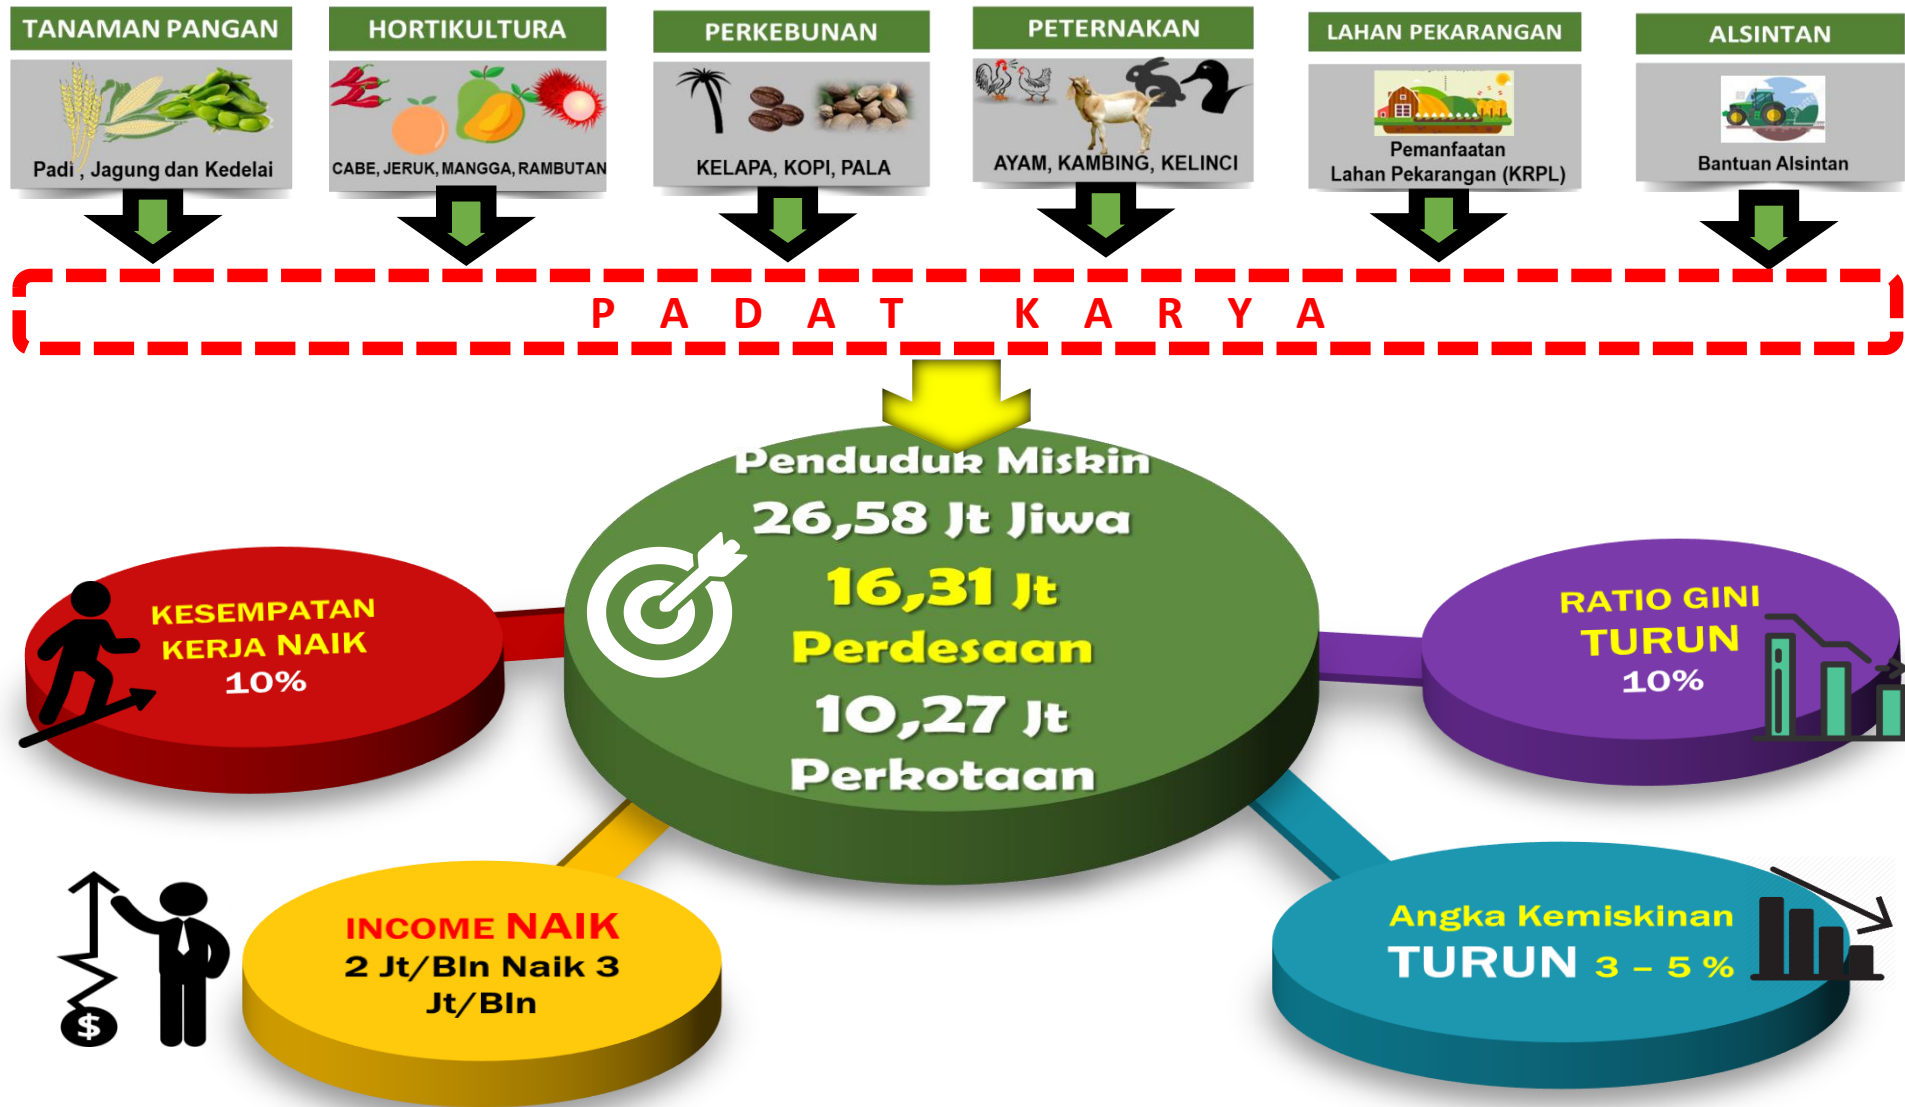 TANAMAN PANGAN
Padi , Jagung dan Kedelai
HORTIKULTURA
CABE, JERUK, MANGGA, RAMBUTAN
PERKEBUNAN
KELAPA, KOPI, PALA
PETERNAKAN
AYAM, KAMBING, KELINCI
LAHAN PEKARANGAN
Pemanfaatan
Lahan Pekarangan (KRPL)
ALSINTAN
Bantuan Alsintan
P A D A T K A R Y A
Penduduk Miskin
26,58 Jt Jiwa
16,31 Jt
Perdesaan
10,27 Jt
Perkotaan
KESEMPATAN
KERJA NAIK
10%
RATIO GINI
TURUN
10%
INCOME NAIK
2 Jt/Bln Naik 3
Jt/Bln
$
Angka Kemiskinan
TURUN 3 – 5 %